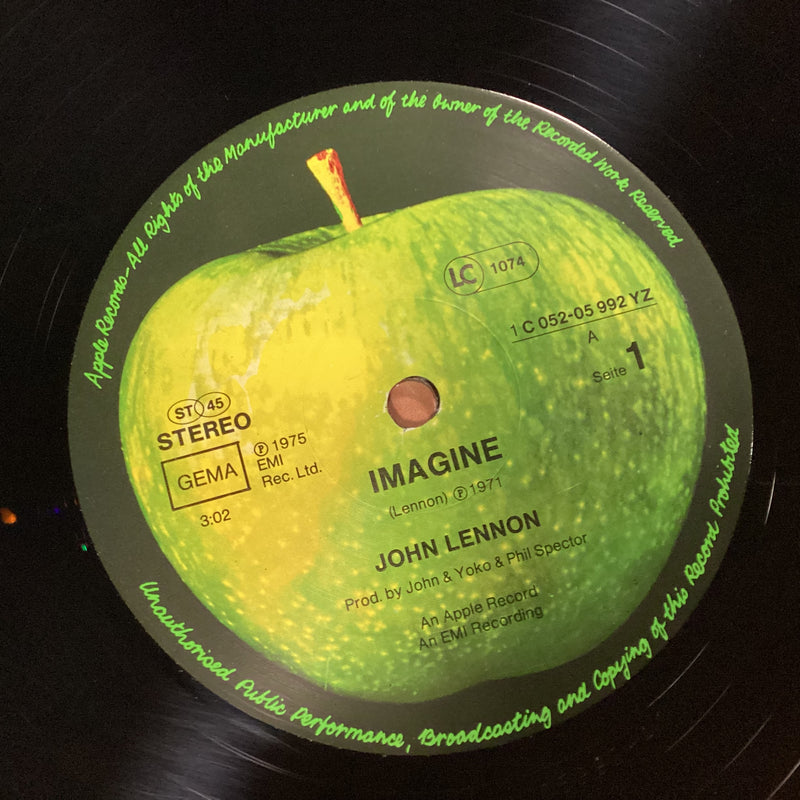 Apple Records-All Rights of the Manufacturer and of the Owner of the Recorded Work Reserved
LC 1074
1 C 052-05 992 YZ
A
Seite 1
ST 45
STEREO
GEMA
℗ 1975
EMI
Rec. Ltd.
3:02
IMAGINE
(Lennon) ℗ 1971
JOHN LENNON
Prod. by John & Yoko & Phil Spector
An Apple Record
An EMI Recording
Unauthorised Public Performance, Broadcasting and Copying of this Record Prohibited